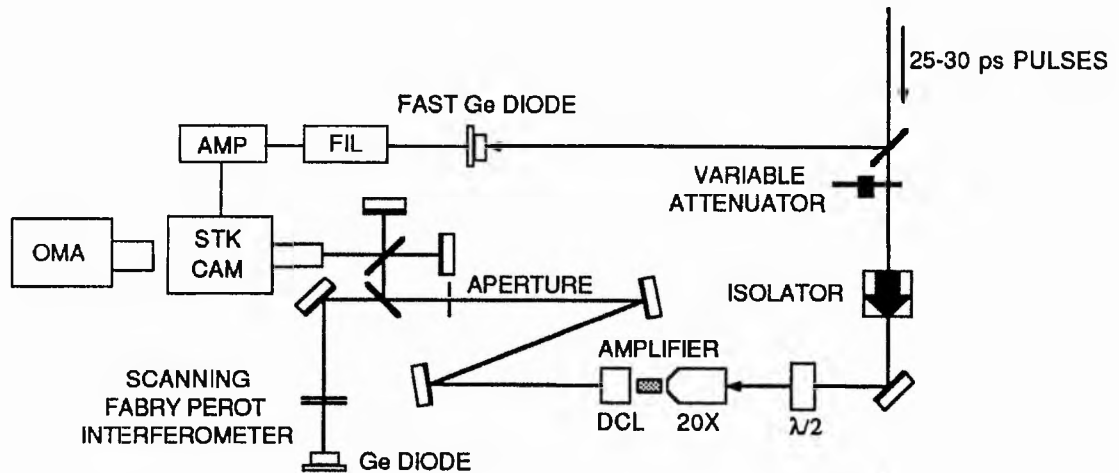 25-30 ps PULSES
FAST Ge DIODE
AMP
FIL
VARIABLE
ATTENUATOR
OMA
STK
CAM
APERTURE
ISOLATOR
AMPLIFIER
SCANNING
FABRY PEROT
INTERFEROMETER
DCL
20X
λ/2
Ge DIODE